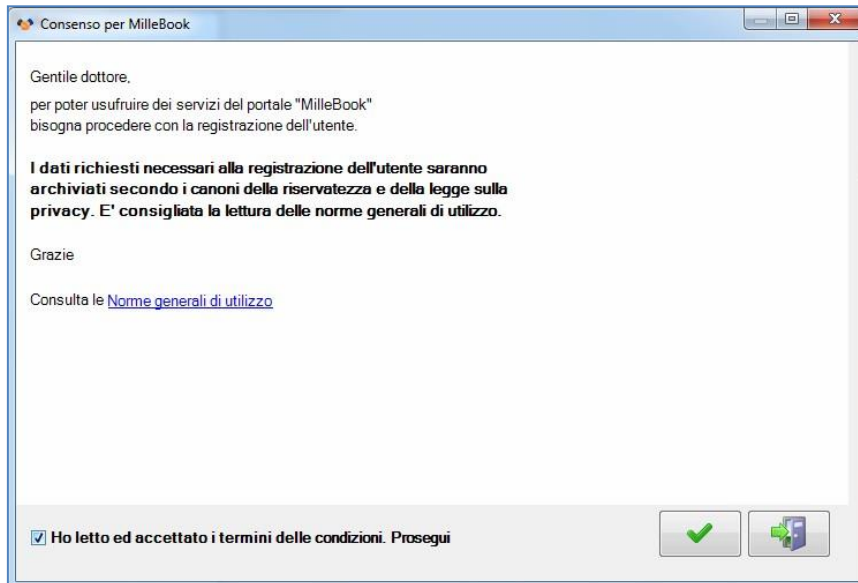 Consenso per MilleBook
Gentile dottore,
per poter usufruire dei servizi del portale "MilleBook"
bisogna procedere con la registrazione dell'utente.
I dati richiesti necessari alla registrazione dell'utente saranno
archiviati secondo i canoni della riservatezza e della legge sulla
privacy. E' consigliata la lettura delle norme generali di utilizzo.
Grazie
Consulta le Norme generali di utilizzo
Ho letto ed accettato i termini delle condizioni. Prosegui